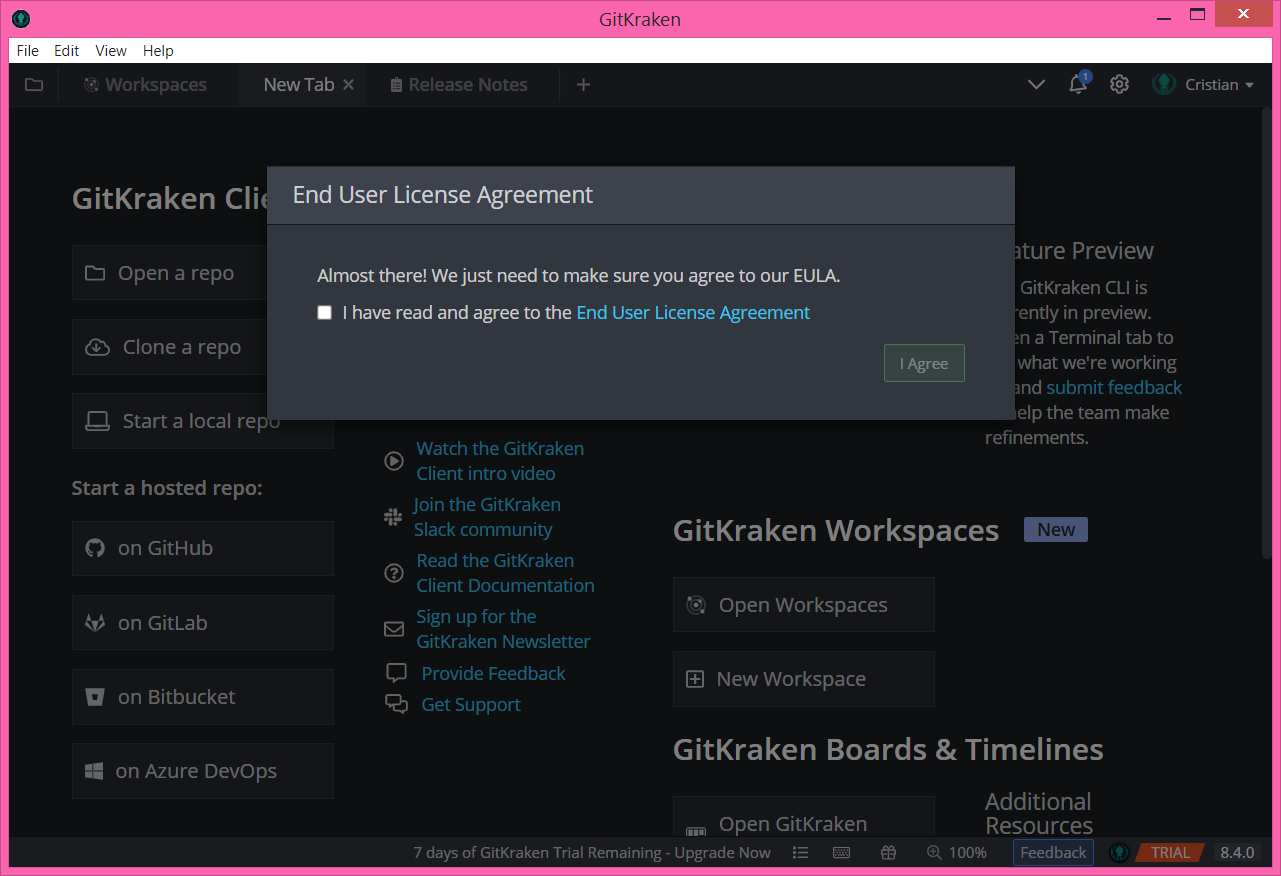 GitKraken
File Edit View Help
Workspaces New Tab Release Notes 1 Cristian
GitKraken Clie
Open a repo
Clone a repo
Start a local repo
Start a hosted repo:
on GitHub
on GitLab
on Bitbucket
on Azure DevOps
End User License Agreement
Almost there! We just need to make sure you agree to our EULA.
I have read and agree to the End User License Agreement
I Agree
Watch the GitKraken
Client intro video
Join the GitKraken
Slack community
Read the GitKraken
Client Documentation
Sign up for the
GitKraken Newsletter
Provide Feedback
Get Support
ature Preview
GitKraken CLI is
rently in preview.
en a Terminal tab to
what we're working
and submit feedback
help the team make
refinements.
GitKraken Workspaces New
Open Workspaces
New Workspace
GitKraken Boards & Timelines
Open GitKraken
Additional
Resources
7 days of GitKraken Trial Remaining - Upgrade Now 100% Feedback TRIAL 8.4.0